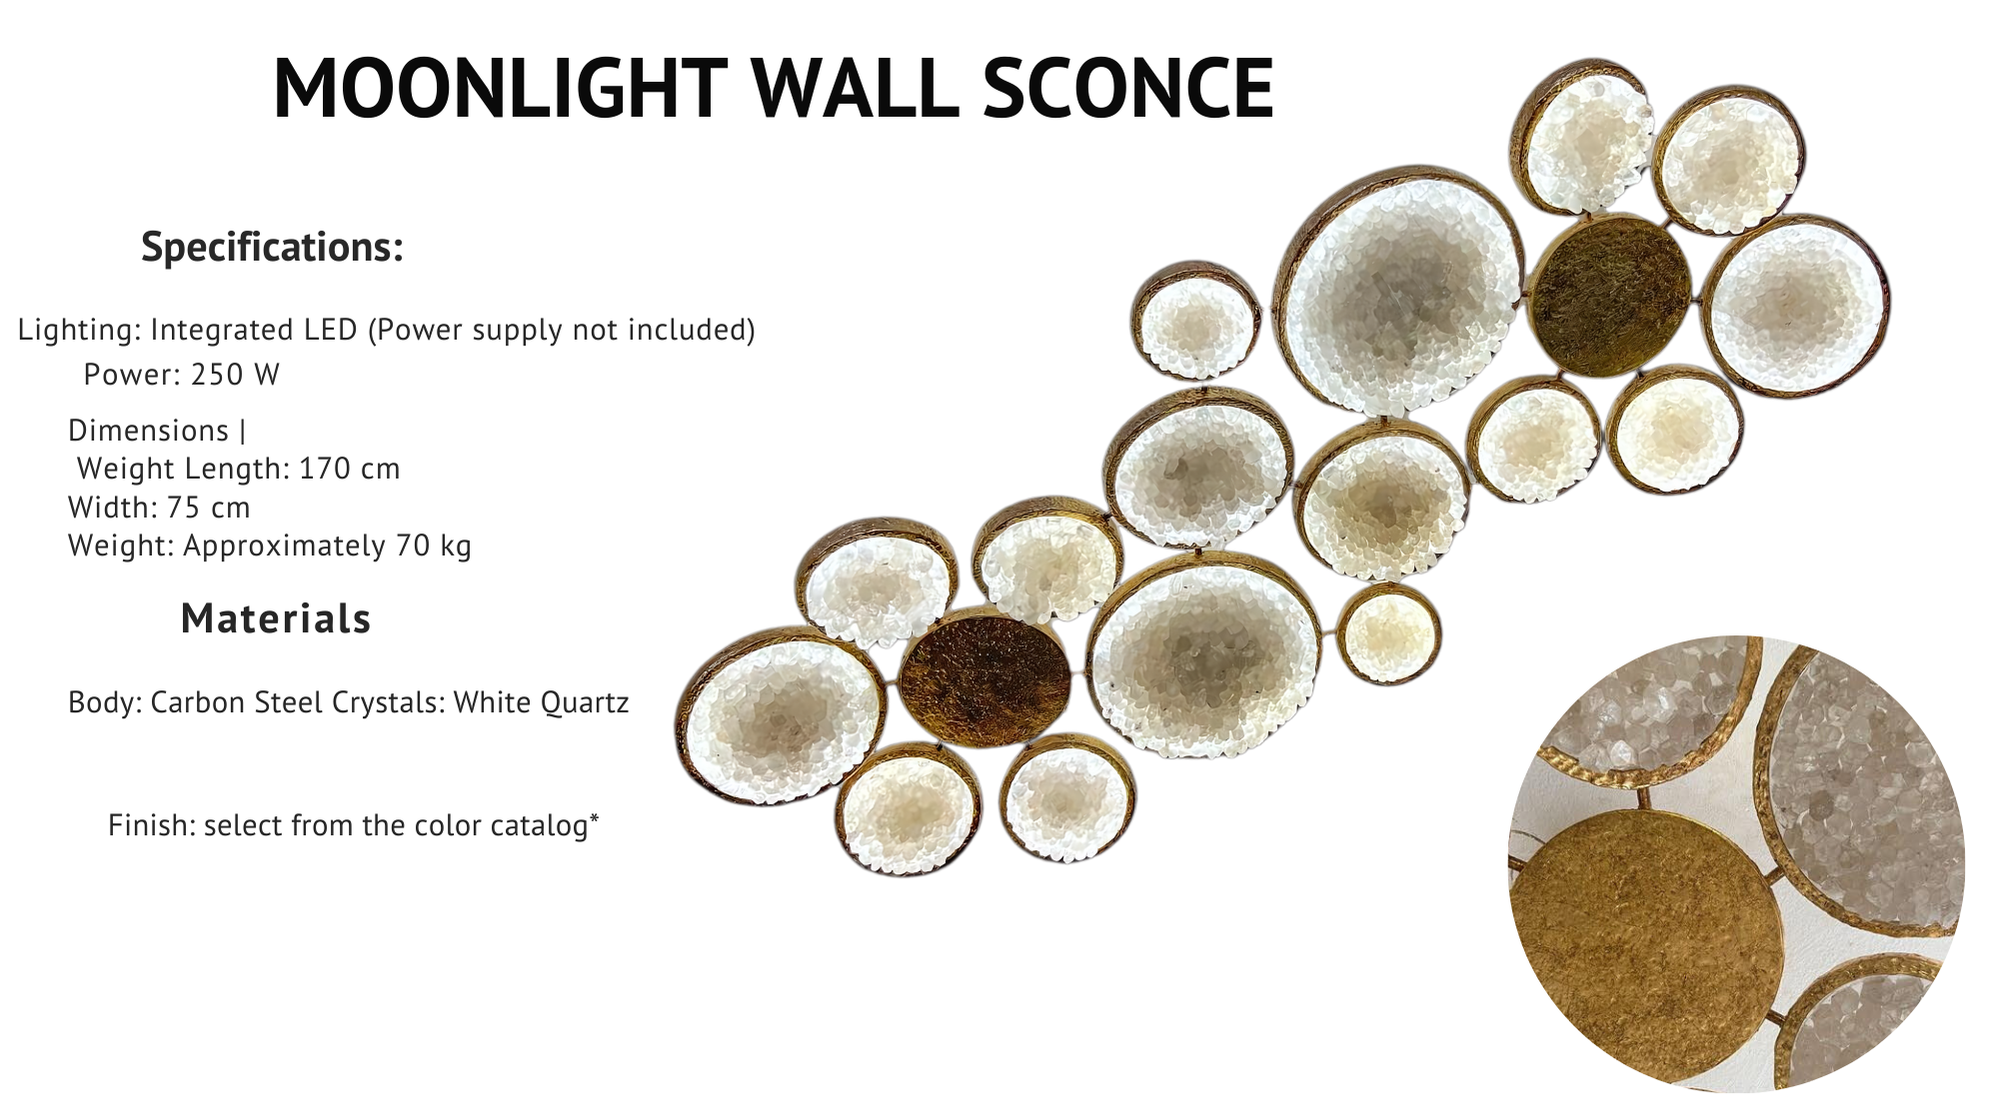 MOONLIGHT WALL SCONCE
Specifications:
Lighting: Integrated LED (Power supply not included)
Power: 250 W
Dimensions |
Weight Length: 170 cm
Width: 75 cm
Weight: Approximately 70 kg
Materials
Body: Carbon Steel Crystals: White Quartz
Finish: select from the color catalog*